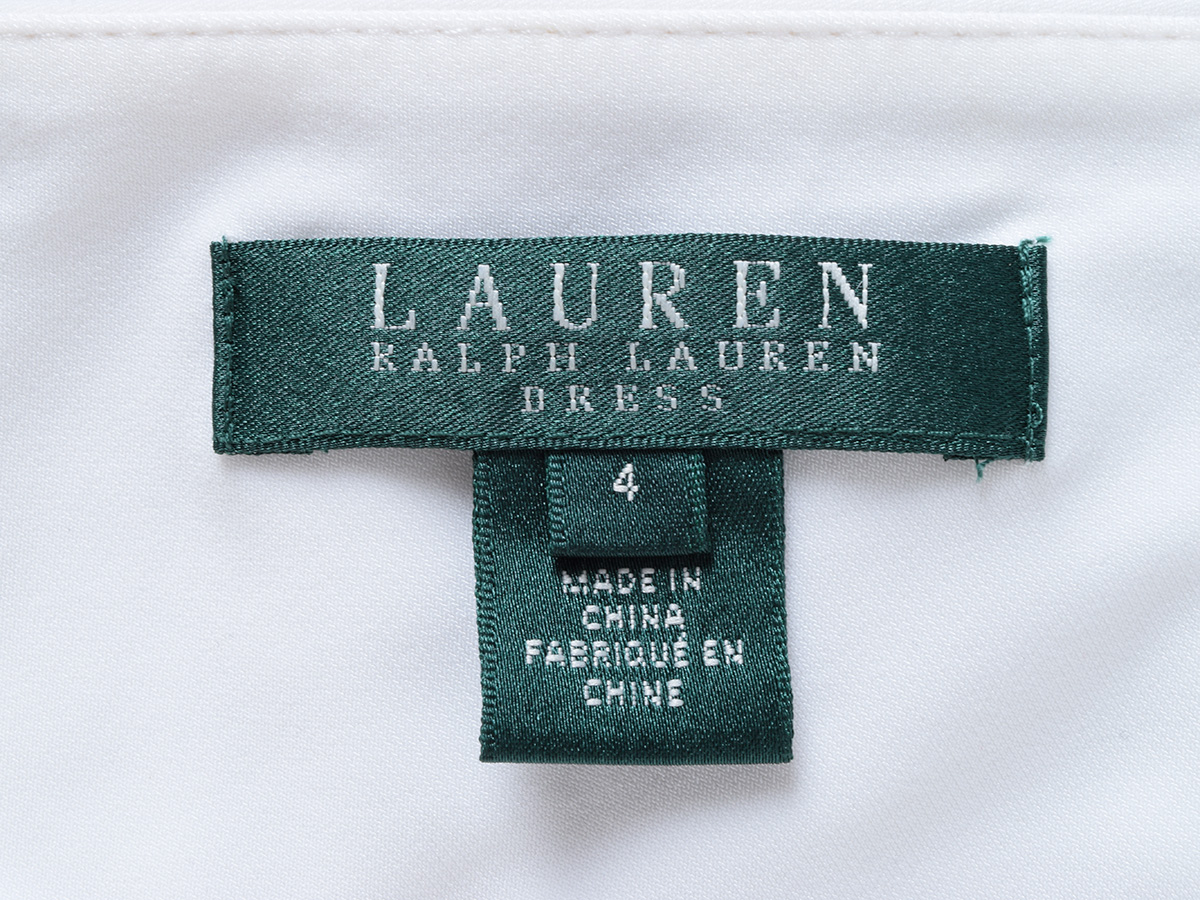 LAUREN
RALPH LAUREN
DRESS
4
MADE IN
CHINA
FABRIQUÉ EN
CHINE